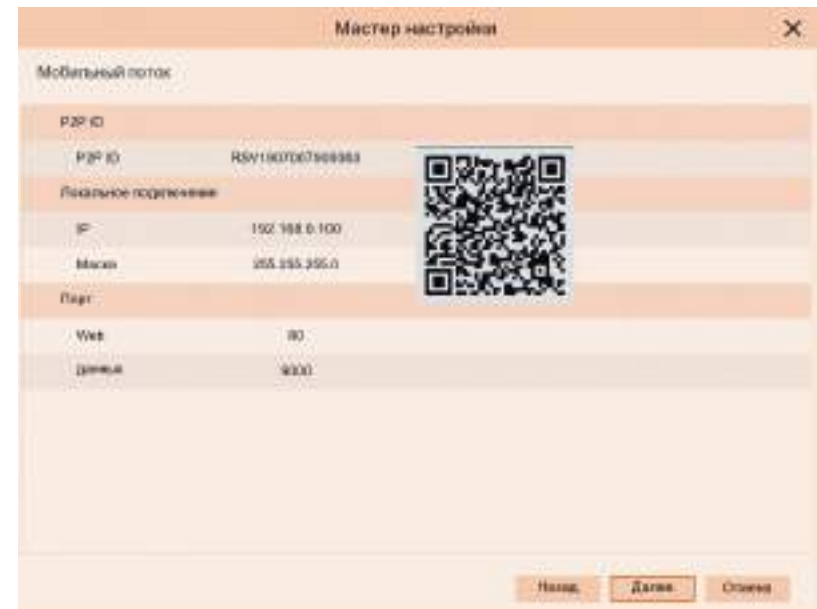 Мастер настройки
Мобильный поток
P2P ID
P2P ID
Локальное подключение
IP 192.168.0.100
Маска 255.255.255.0
Порт
Web 80
Данные 9000
Назад Далее Отмена